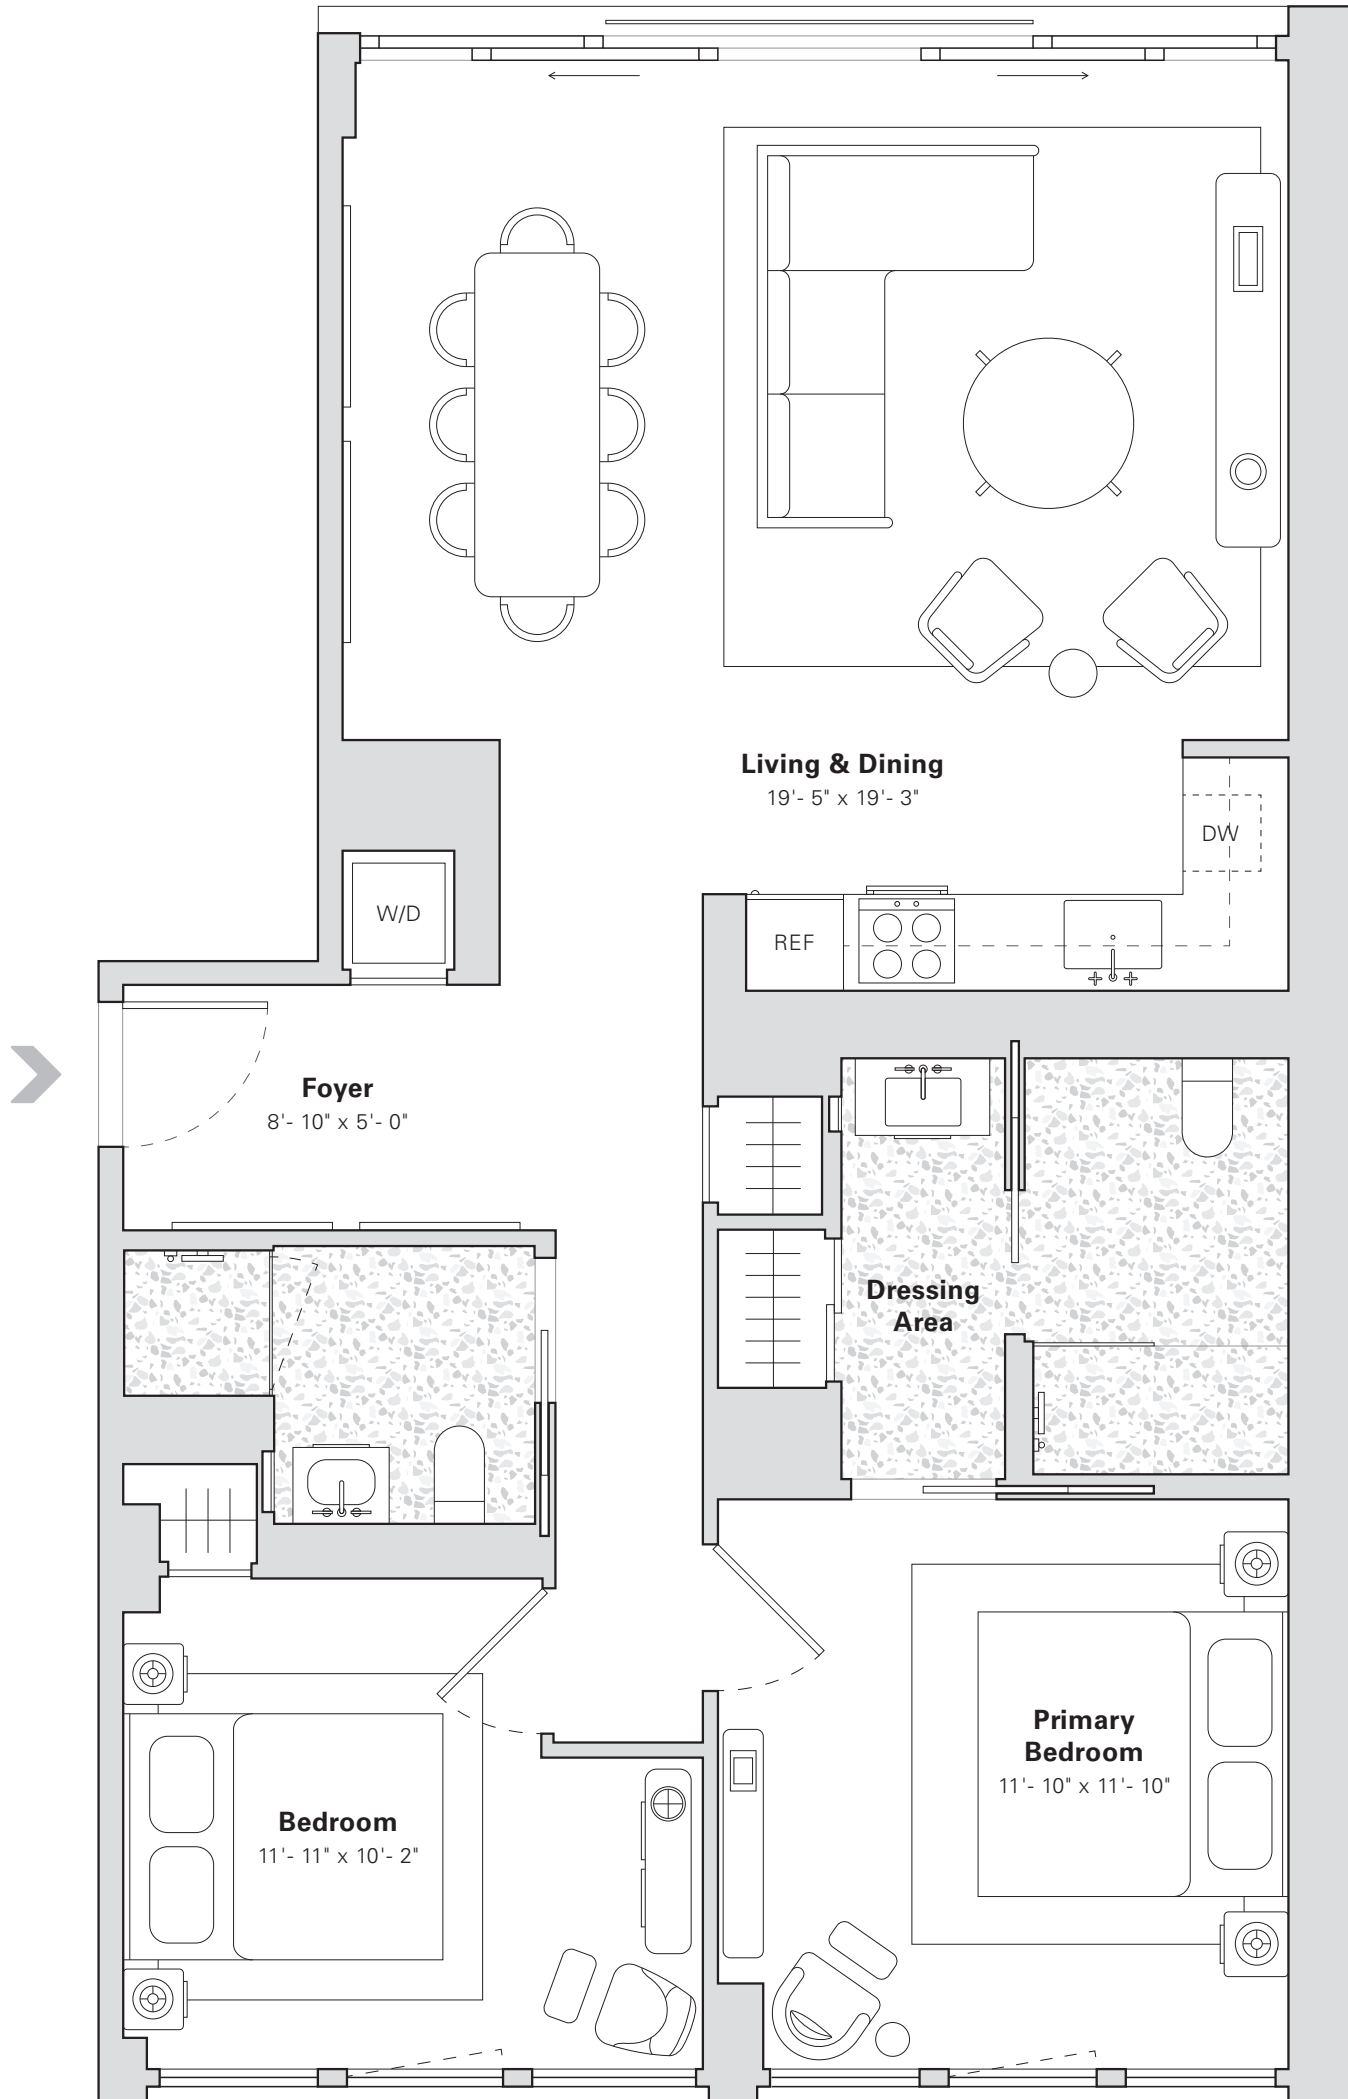 Living & Dining
19'- 5" x 19'- 3"
DW
W/D
REF
Foyer
8'- 10" x 5'- 0"
Dressing
Area
Primary
Bedroom
11'- 10" x 11'- 10"
Bedroom
11'- 11" x 10'- 2"